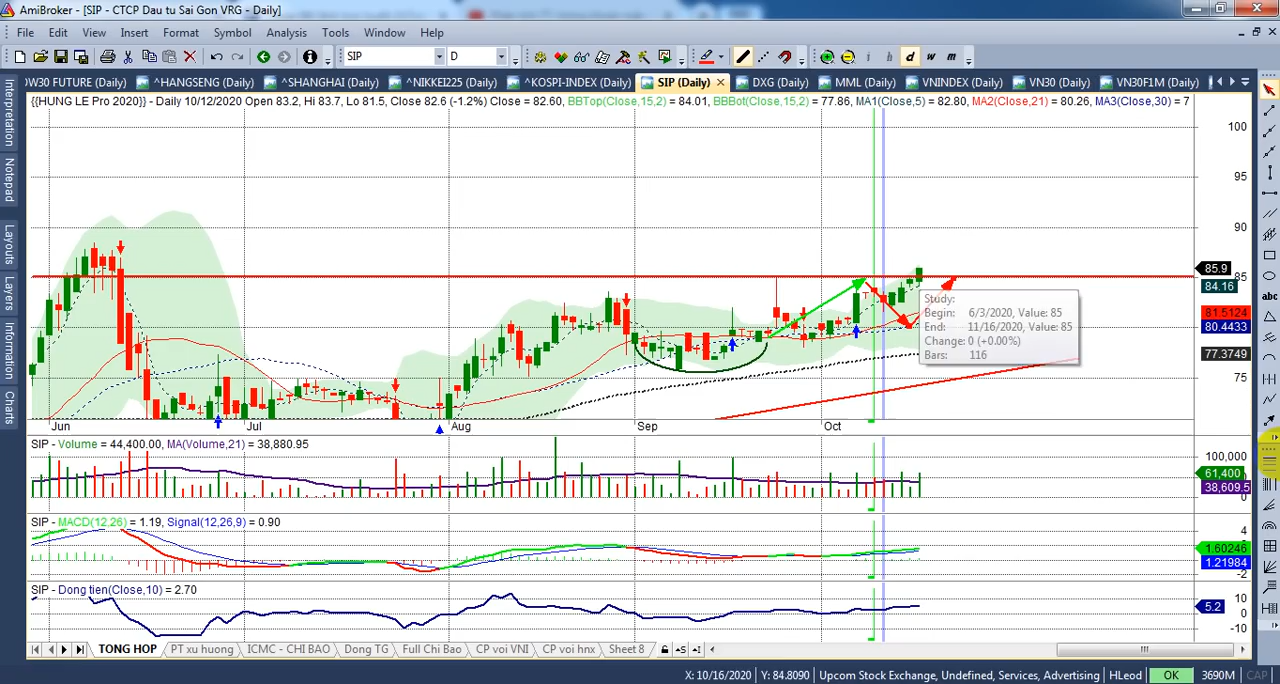 AmiBroker - [SIP - CTCP Dau tu Sai Gon VRG - Daily]
File Edit View Insert Format Symbol Analysis Tools Window Help
SIP D i h d w m
W30 FUTURE (Daily) ^HANGSENG (Daily) ^SHANGHAI (Daily) ^NIKKEI225 (Daily) ^KOSPI-INDEX (Daily) SIP (Daily) DXG (Daily) MML (Daily) VNINDEX (Daily) VN30 (Daily) VN30F1M (Daily)
{{HUNG LE Pro 2020}} - Daily 10/12/2020 Open 83.2, Hi 83.7, Lo 81.5, Close 82.6 (-1.2%) Close = 82.60, BBTop(Close,15,2) = 84.01, BBBot(Close,15,2) = 77.86, MA1(Close,5) = 82.80, MA2(Close,21) = 80.26, MA3(Close,30) = 7
Interpretation
Notepad
Layouts
Layers
Information
Charts
100
95
90
85.9
85
84.16
81.5124
80.4433
77.3749
75
Study:
Begin: 6/3/2020, Value: 85
End: 11/16/2020, Value: 85
Change: 0 (+0.00%)
Bars: 116
Jun Jul Aug Sep Oct
SIP - Volume = 44,400.00, MA(Volume,21) = 38,880.95
100,000
61,400
38,609.5
0
SIP - MACD(12,26) = 1.19, Signal(12,26,9) = 0.90
4
1.60246
1.21984
-2
SIP - Dong tien(Close,10) = 2.70
10
5.2
0
-10
TONG HOP PT xu huong ICMC - CHI BAO Dong TG Full Chi Bao CP voi VNI CP voi hnx Sheet 8
X: 10/16/2020 Y: 84.8090 Upcom Stock Exchange, Undefined, Services, Advertising HLeod OK 3690M CAP
abc